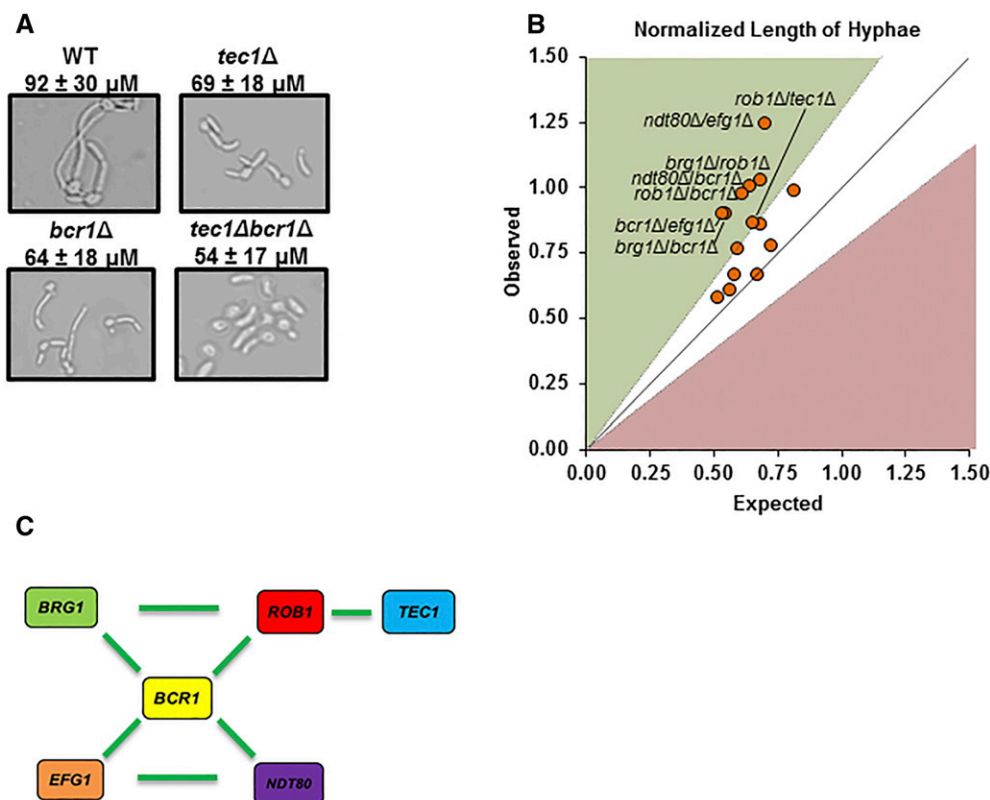 A
WT
92 ± 30 µM
tec1Δ
69 ± 18 µM
bcr1Δ
64 ± 18 µM
tec1Δbcr1Δ
54 ± 17 µM
B
Normalized Length of Hyphae
Observed
1.50
1.25
1.00
0.75
0.50
0.25
0.00
rob1Δ/tec1Δ
ndt80Δ/efg1Δ
brg1Δ/rob1Δ
ndt80Δ/bcr1Δ
rob1Δ/bcr1Δ
bcr1Δ/efg1Δ
brg1Δ/bcr1Δ
0.00 0.25 0.50 0.75 1.00 1.25 1.50
Expected
C
BRG1
ROB1
TEC1
BCR1
EFG1
NDT80